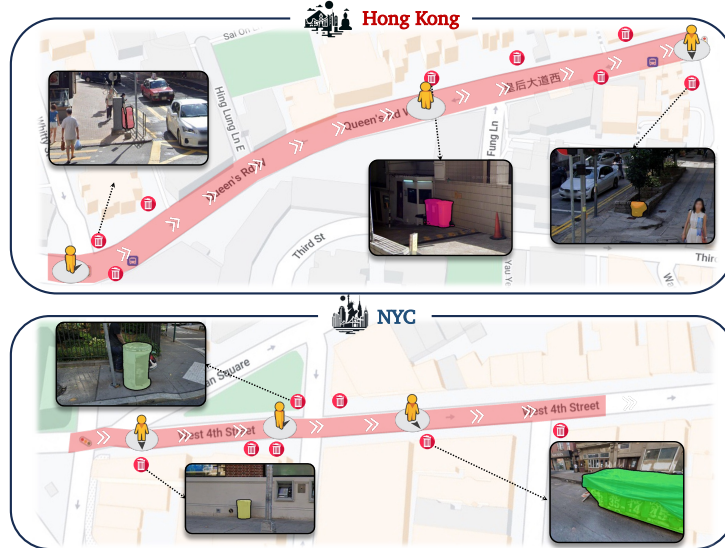 Hong Kong
Sai On L
Hing Lung Ln E
Queen's Rd W
皇后大道西
Queen's Rd W
Fung Ln
Third St
Third
NYC
an Square
West 4th Street
West 4th Street